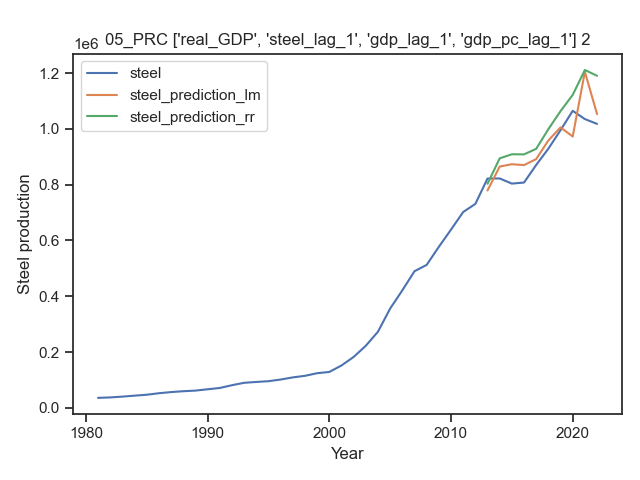 05_PRC ['real_GDP', 'steel_lag_1', 'gdp_lag_1', 'gdp_pc_lag_1'] 2
1e6
steel
steel_prediction_lm
steel_prediction_rr
1.2
1.0
0.8
0.6
0.4
0.2
0.0
Steel production
1980 1990 2000 2010 2020
Year